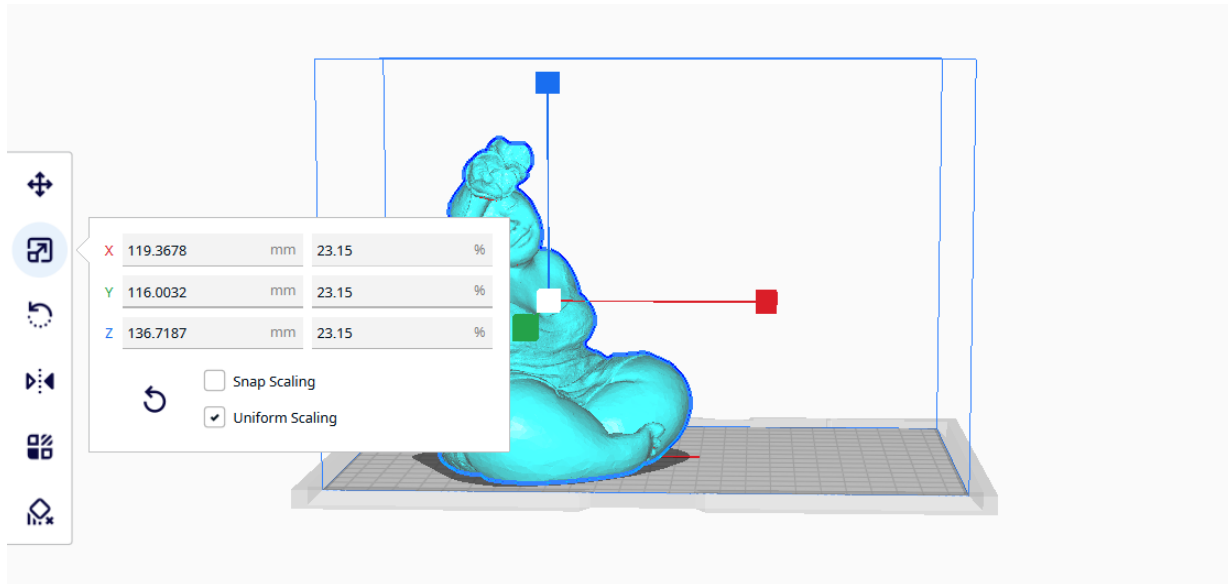 X 119.3678 mm 23.15 %
Y 116.0032 mm 23.15 %
Z 136.7187 mm 23.15 %
Snap Scaling
Uniform Scaling